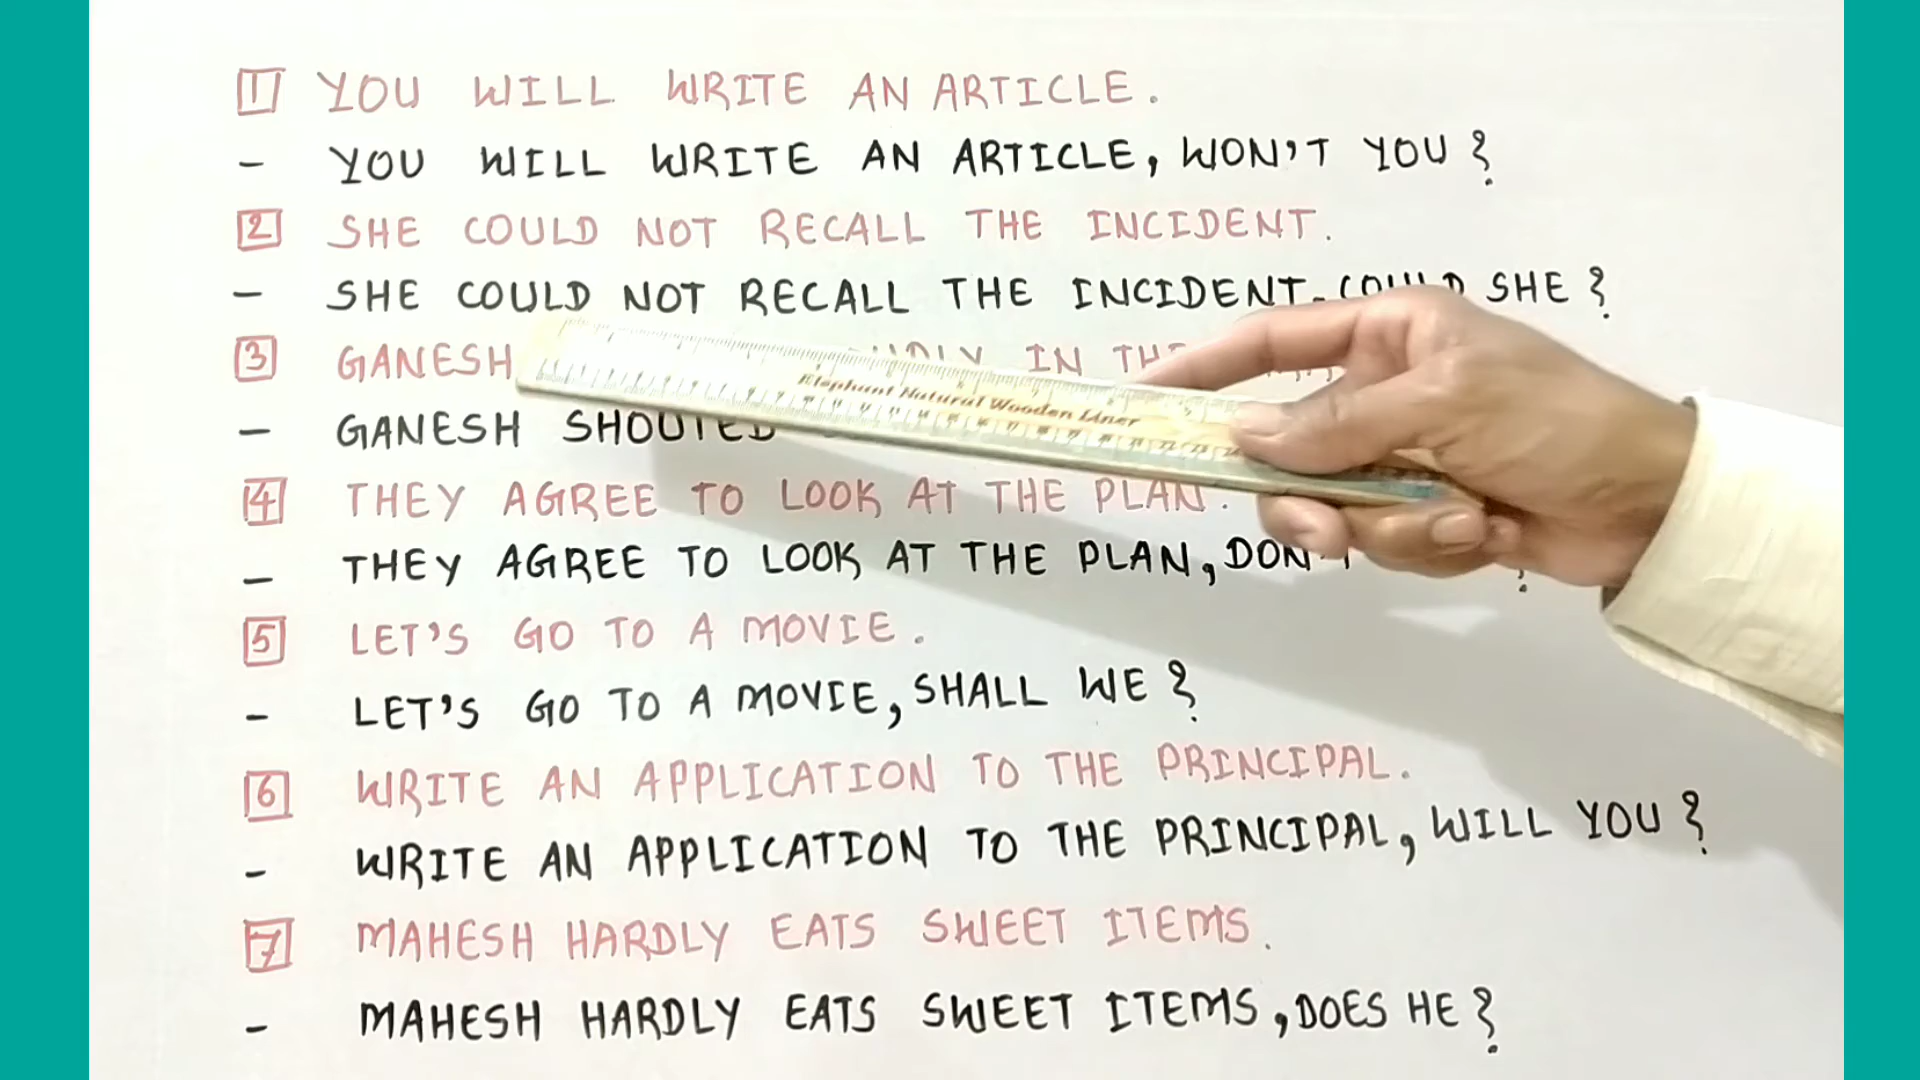 1 YOU WILL WRITE AN ARTICLE.
- YOU WILL WRITE AN ARTICLE, WON'T YOU?
2 SHE COULD NOT RECALL THE INCIDENT.
- SHE COULD NOT RECALL THE INCIDENT, COULD SHE?
3 GANESH IN THE
- GANESH SHOUTED
Elephant Natural Wooden Liner
4 THEY AGREE TO LOOK AT THE PLAN.
- THEY AGREE TO LOOK AT THE PLAN, DON'T ?
5 LET'S GO TO A MOVIE.
- LET'S GO TO A MOVIE, SHALL WE?
6 WRITE AN APPLICATION TO THE PRINCIPAL.
- WRITE AN APPLICATION TO THE PRINCIPAL, WILL YOU?
7 MAHESH HARDLY EATS SWEET ITEMS.
- MAHESH HARDLY EATS SWEET ITEMS, DOES HE?